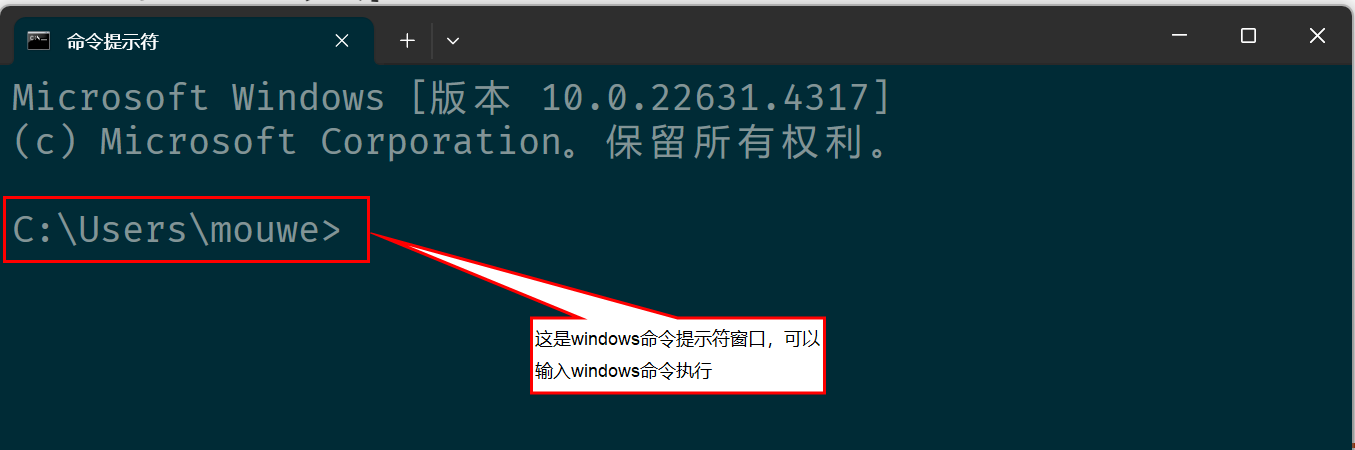 命令提示符
Microsoft Windows [版本 10.0.22631.4317]
(c) Microsoft Corporation。保留所有权利。
C:\Users\mouwe>
这是windows命令提示符窗口，可以
输入windows命令执行